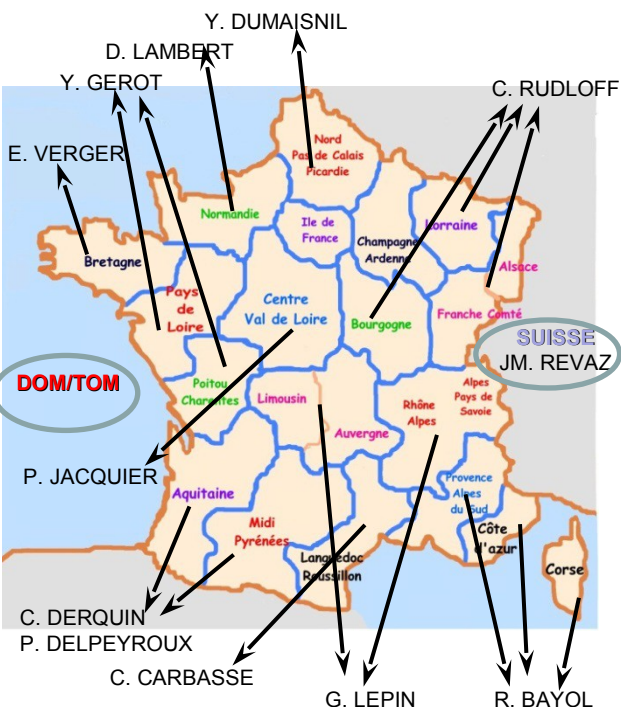 Y. DUMAISNIL
D. LAMBERT
Y. GEROT
C. RUDLOFF
E. VERGER
Nord
Pas de Calais
Picardie
Normandie
Ile de
France
Lorraine
Champagne
Ardenne
Alsace
Bretagne
Pays
de
Loire
Centre
Val de Loire
Bourgogne
Franche Comté
SUISSE
JM. REVAZ
DOM/TOM
Poitou
Charentes
Limousin
Auvergne
Rhône
Alpes
Alpes
Pays de
Savoie
P. JACQUIER
Aquitaine
Midi
Pyrénées
Languedoc
Roussillon
Provence
Alpes
du Sud
Côte
d'azur
Corse
C. DERQUIN
P. DELPEYROUX
C. CARBASSE
G. LEPIN
R. BAYOL